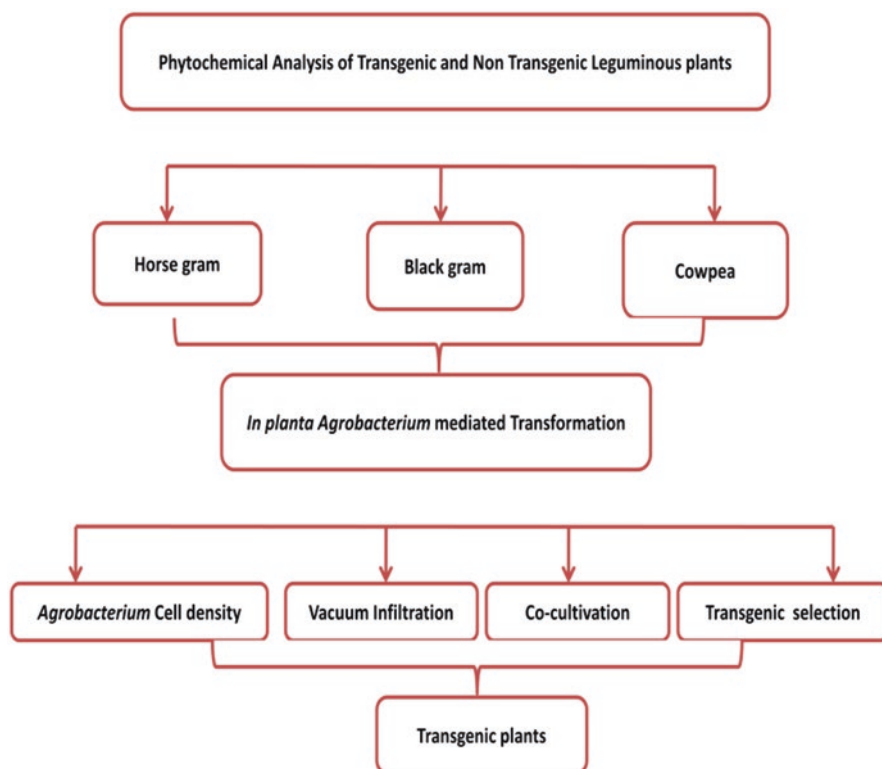 Phytochemical Analysis of Transgenic and Non Transgenic Leguminous plants
Horse gram
Black gram
Cowpea
In planta Agrobacterium mediated Transformation
Agrobacterium Cell density
Vacuum Infiltration
Co-cultivation
Transgenic selection
Transgenic plants